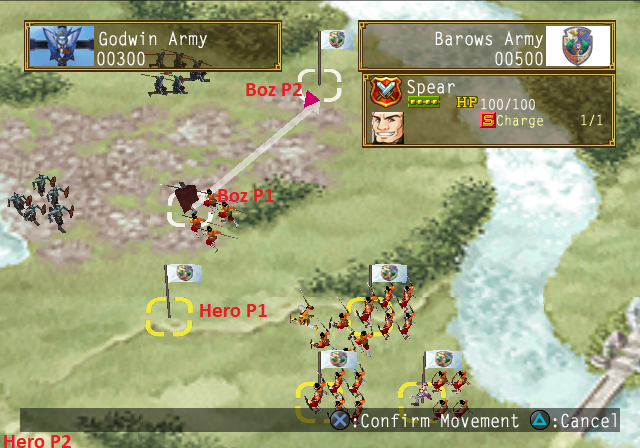 Godwin Army
00300
Barows Army
00500
Boz P2
Spear
HP 100/100
S Charge 1/1
Boz P1
Hero P1
X:Confirm Movement △:Cancel
Hero P2